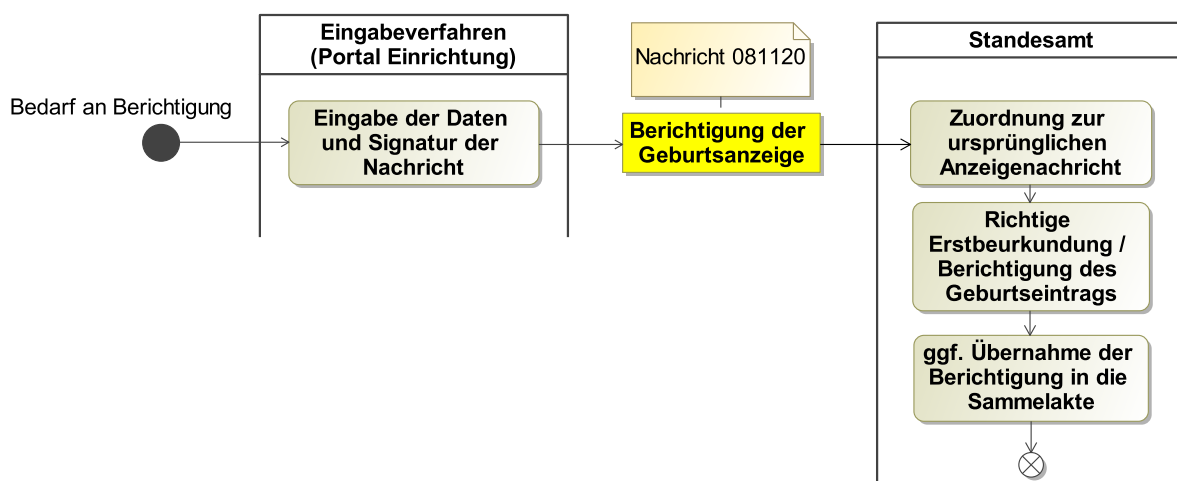 Bedarf an Berichtigung
Eingabeverfahren
(Portal Einrichtung)
Eingabe der Daten
und Signatur der
Nachricht
Nachricht 081120
Berichtigung der
Geburtsanzeige
Standesamt
Zuordnung zur
ursprünglichen
Anzeigenachricht
Richtige
Erstbeurkundung /
Berichtigung des
Geburtseintrags
ggf. Übernahme der
Berichtigung in die
Sammelakte